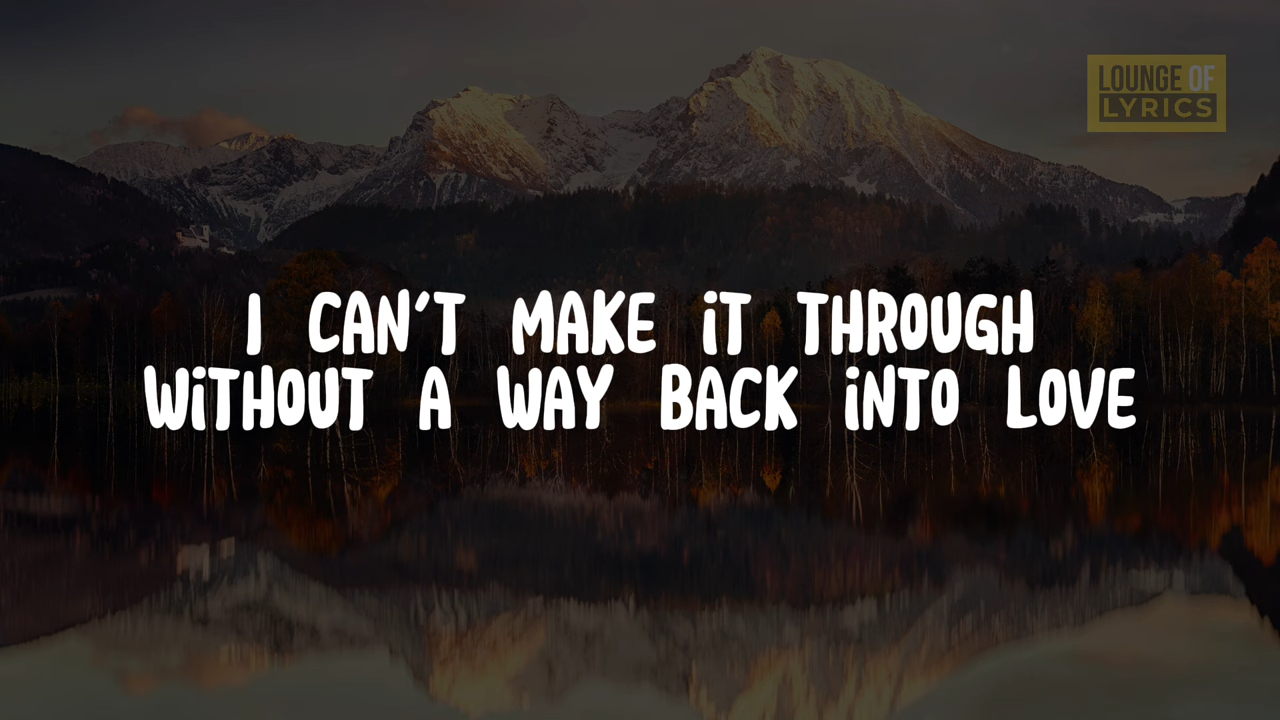 LOUNGE OF
LYRICS
I CAN'T MAKE iT THROUGH
WiTHOUT A WAY BACK iNTO LOVE